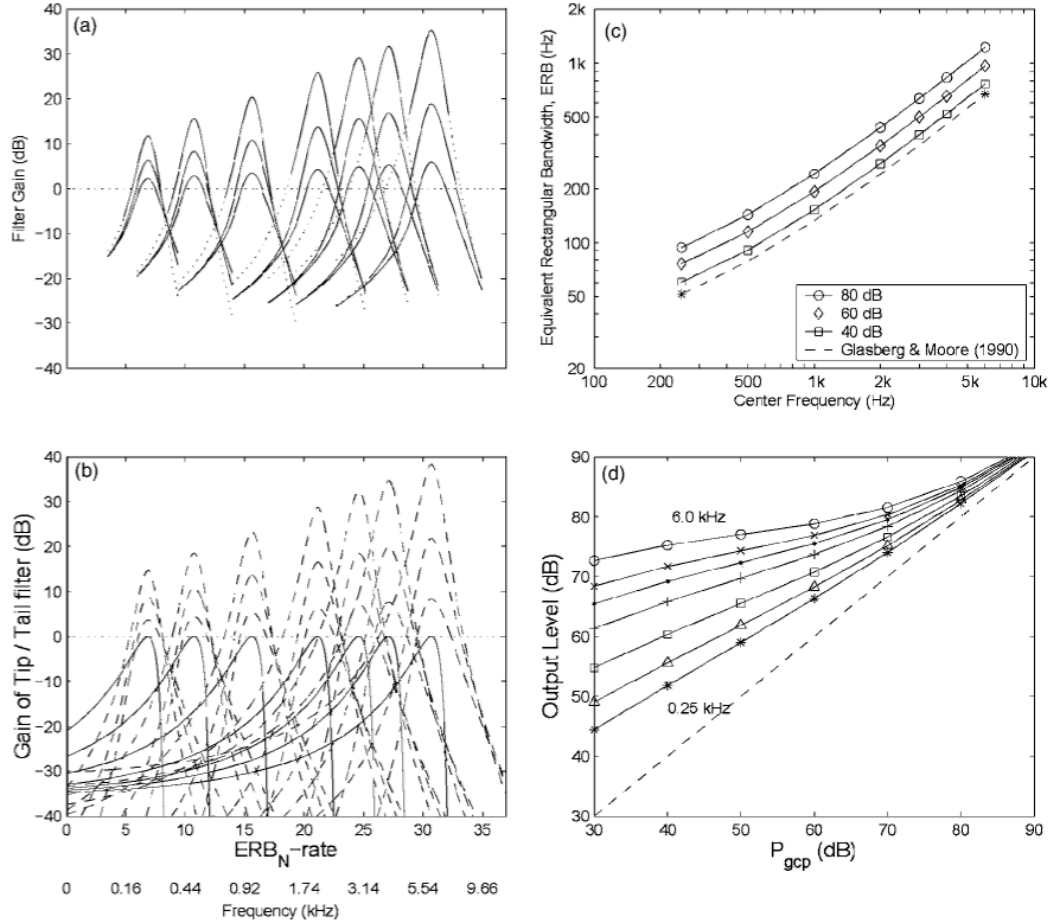 (a)
Filter Gain (dB)
40
30
20
10
0
−10
−20
−30
−40
(b)
Gain of Tip / Tail filter (dB)
40
30
20
10
0
−10
−20
−30
−40
0 5 10 15 20 25 30 35
ERB_N-rate
0 0.16 0.44 0.92 1.74 3.14 5.54 9.66
Frequency (kHz)
(c)
Equivalent Rectangular Bandwidth, ERB (Hz)
2k
1k
500
200
100
50
20
80 dB
60 dB
40 dB
Glasberg & Moore (1990)
100 200 500 1k 2k 5k 10k
Center Frequency (Hz)
(d)
Output Level (dB)
90
80
70
60
50
40
30
6.0 kHz
0.25 kHz
30 40 50 60 70 80 90
P_gcp (dB)